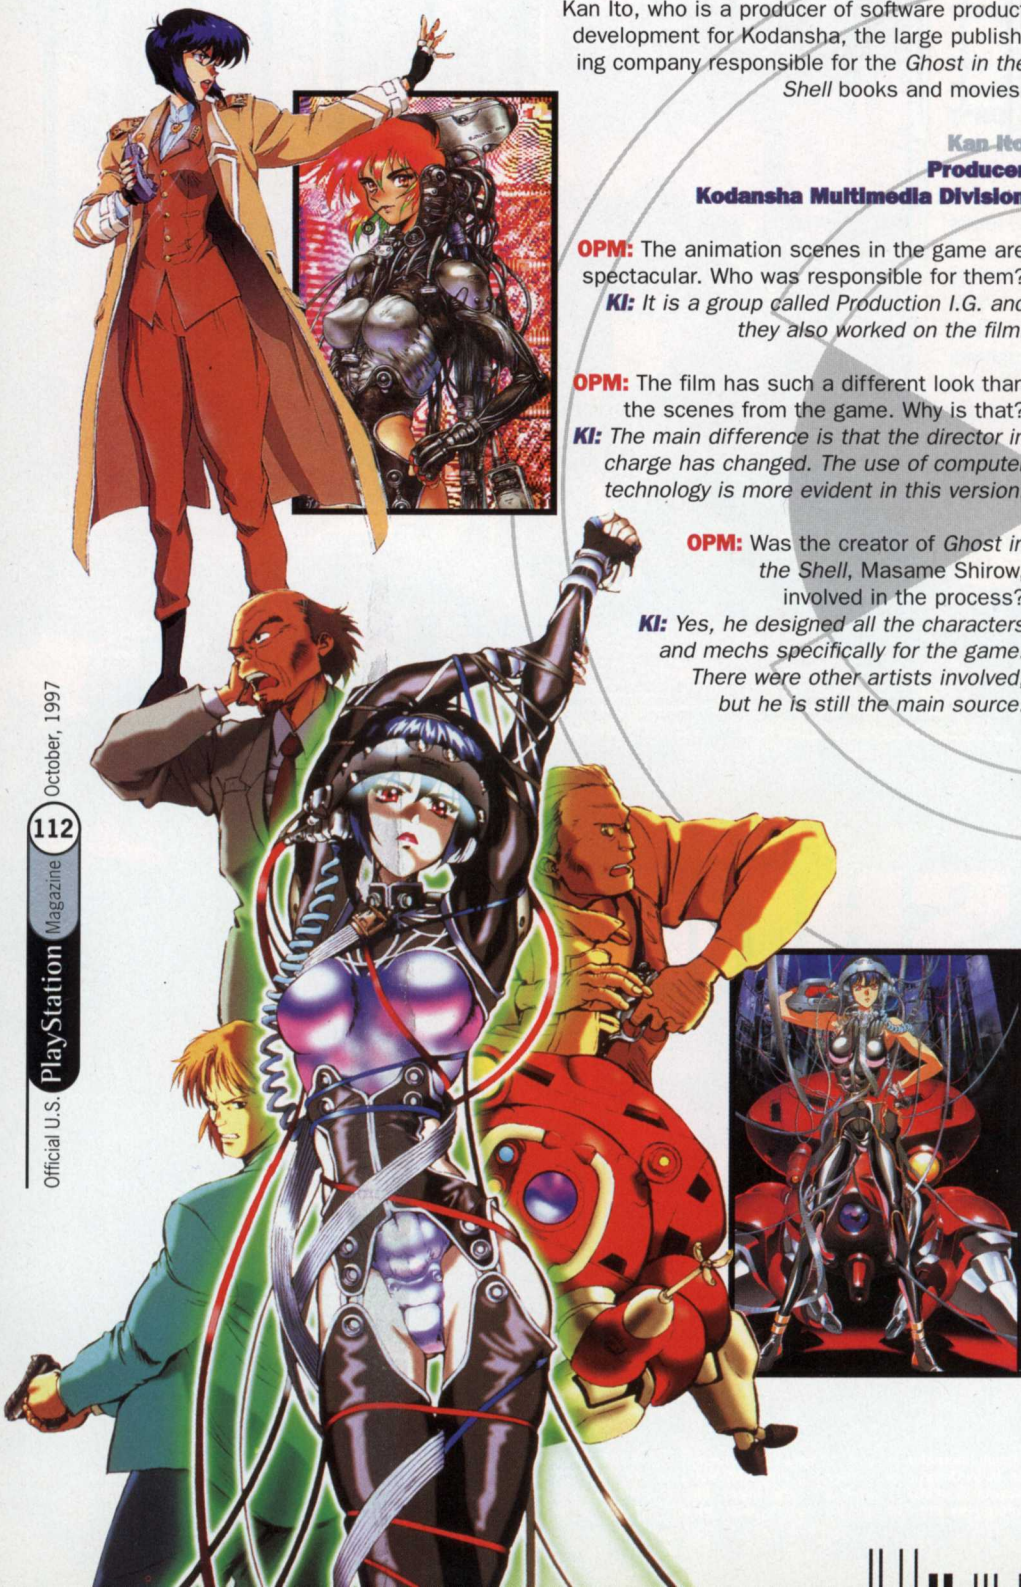 Kan Ito, who is a producer of software product
development for Kodansha, the large publish
ing company responsible for the Ghost in the
Shell books and movies
Kan Ito
Producer
Kodansha Multimedia Division
OPM: The animation scenes in the game are
spectacular. Who was responsible for them?
KI: It is a group called Production I.G. and
they also worked on the film
OPM: The film has such a different look than
the scenes from the game. Why is that?
KI: The main difference is that the director in
charge has changed. The use of computer
technology is more evident in this version
OPM: Was the creator of Ghost in
the Shell, Masame Shirow,
involved in the process?
KI: Yes, he designed all the characters
and mechs specifically for the game.
There were other artists involved,
but he is still the main source.
Official U.S. PlayStation Magazine 112 October, 1997